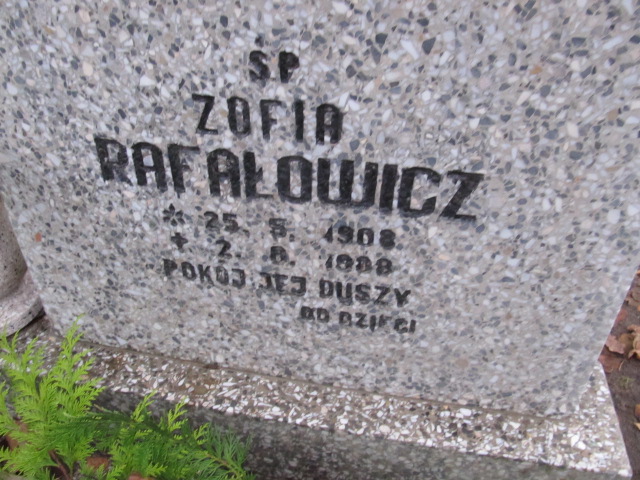 ŚP
ZOFIA
RAFAŁOWICZ
* 25. 5. 1908
+ 2. 8. 1988
POKÓJ JEJ DUSZY
OD DZIECI